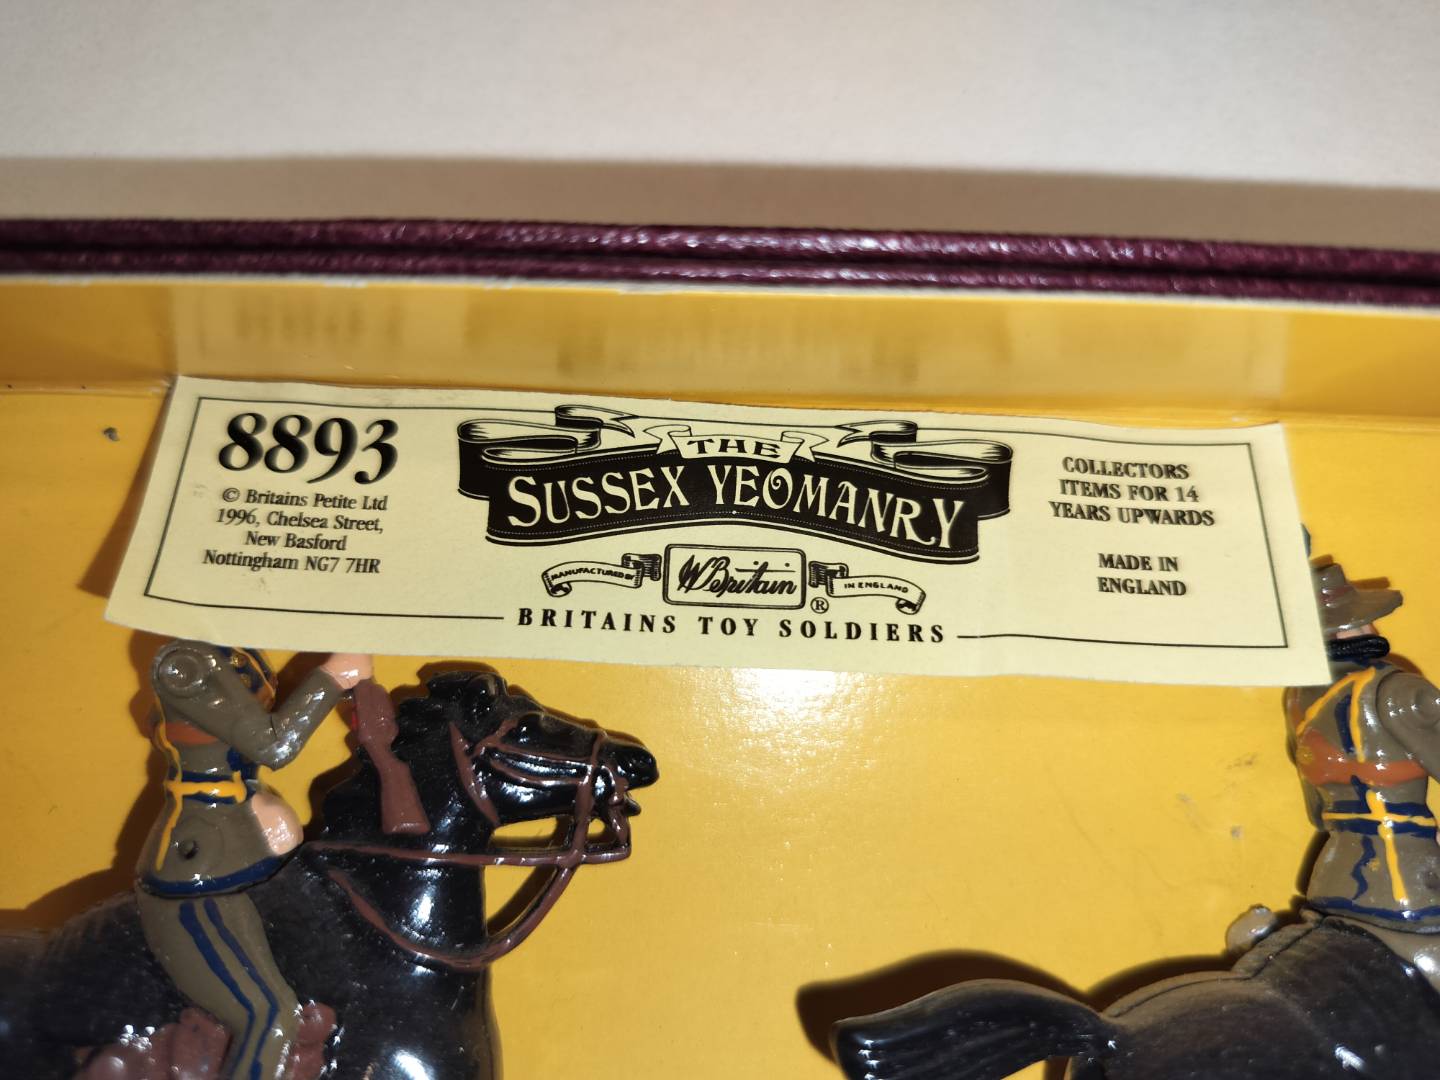 8893
© Britains Petite Ltd
1996, Chelsea Street,
New Basford
Nottingham NG7 7HR
THE
SUSSEX YEOMANRY
MANUFACTURED BY
W Britain
®
IN ENGLAND
BRITAINS TOY SOLDIERS
COLLECTORS
ITEMS FOR 14
YEARS UPWARDS
MADE IN
ENGLAND